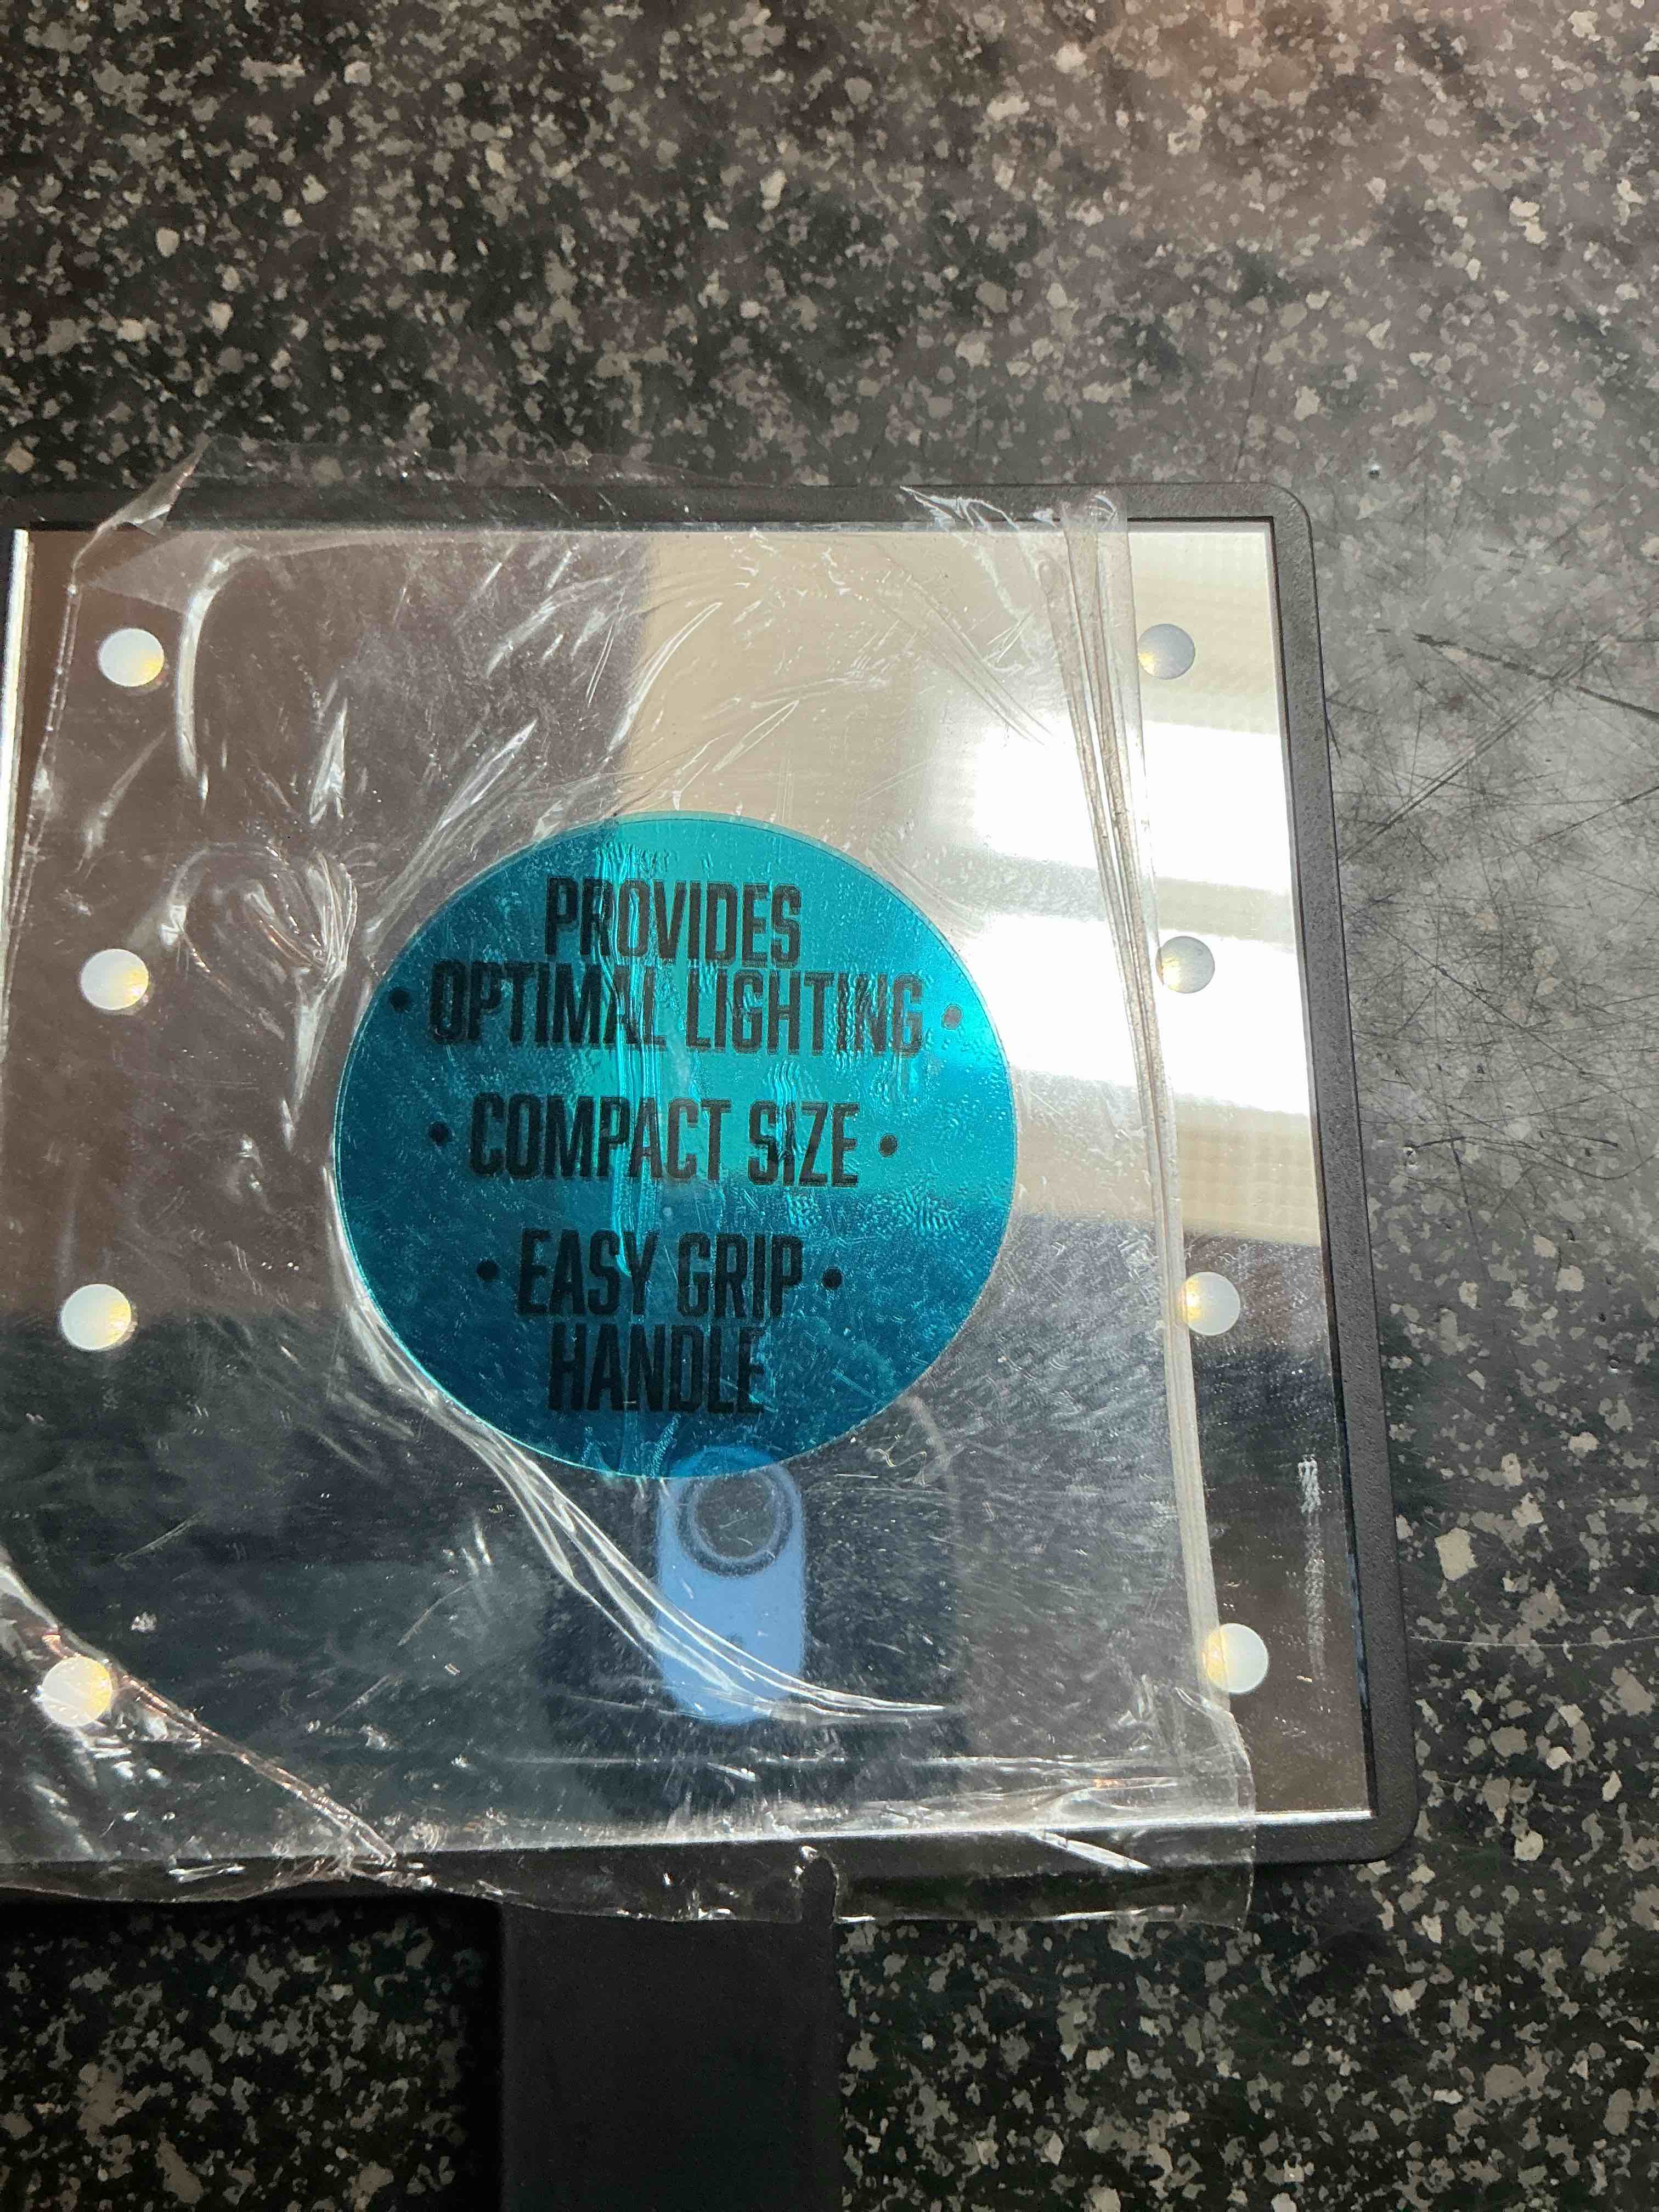 PROVIDES
• OPTIMAL LIGHTING •
• COMPACT SIZE •
• EASY GRIP •
HANDLE